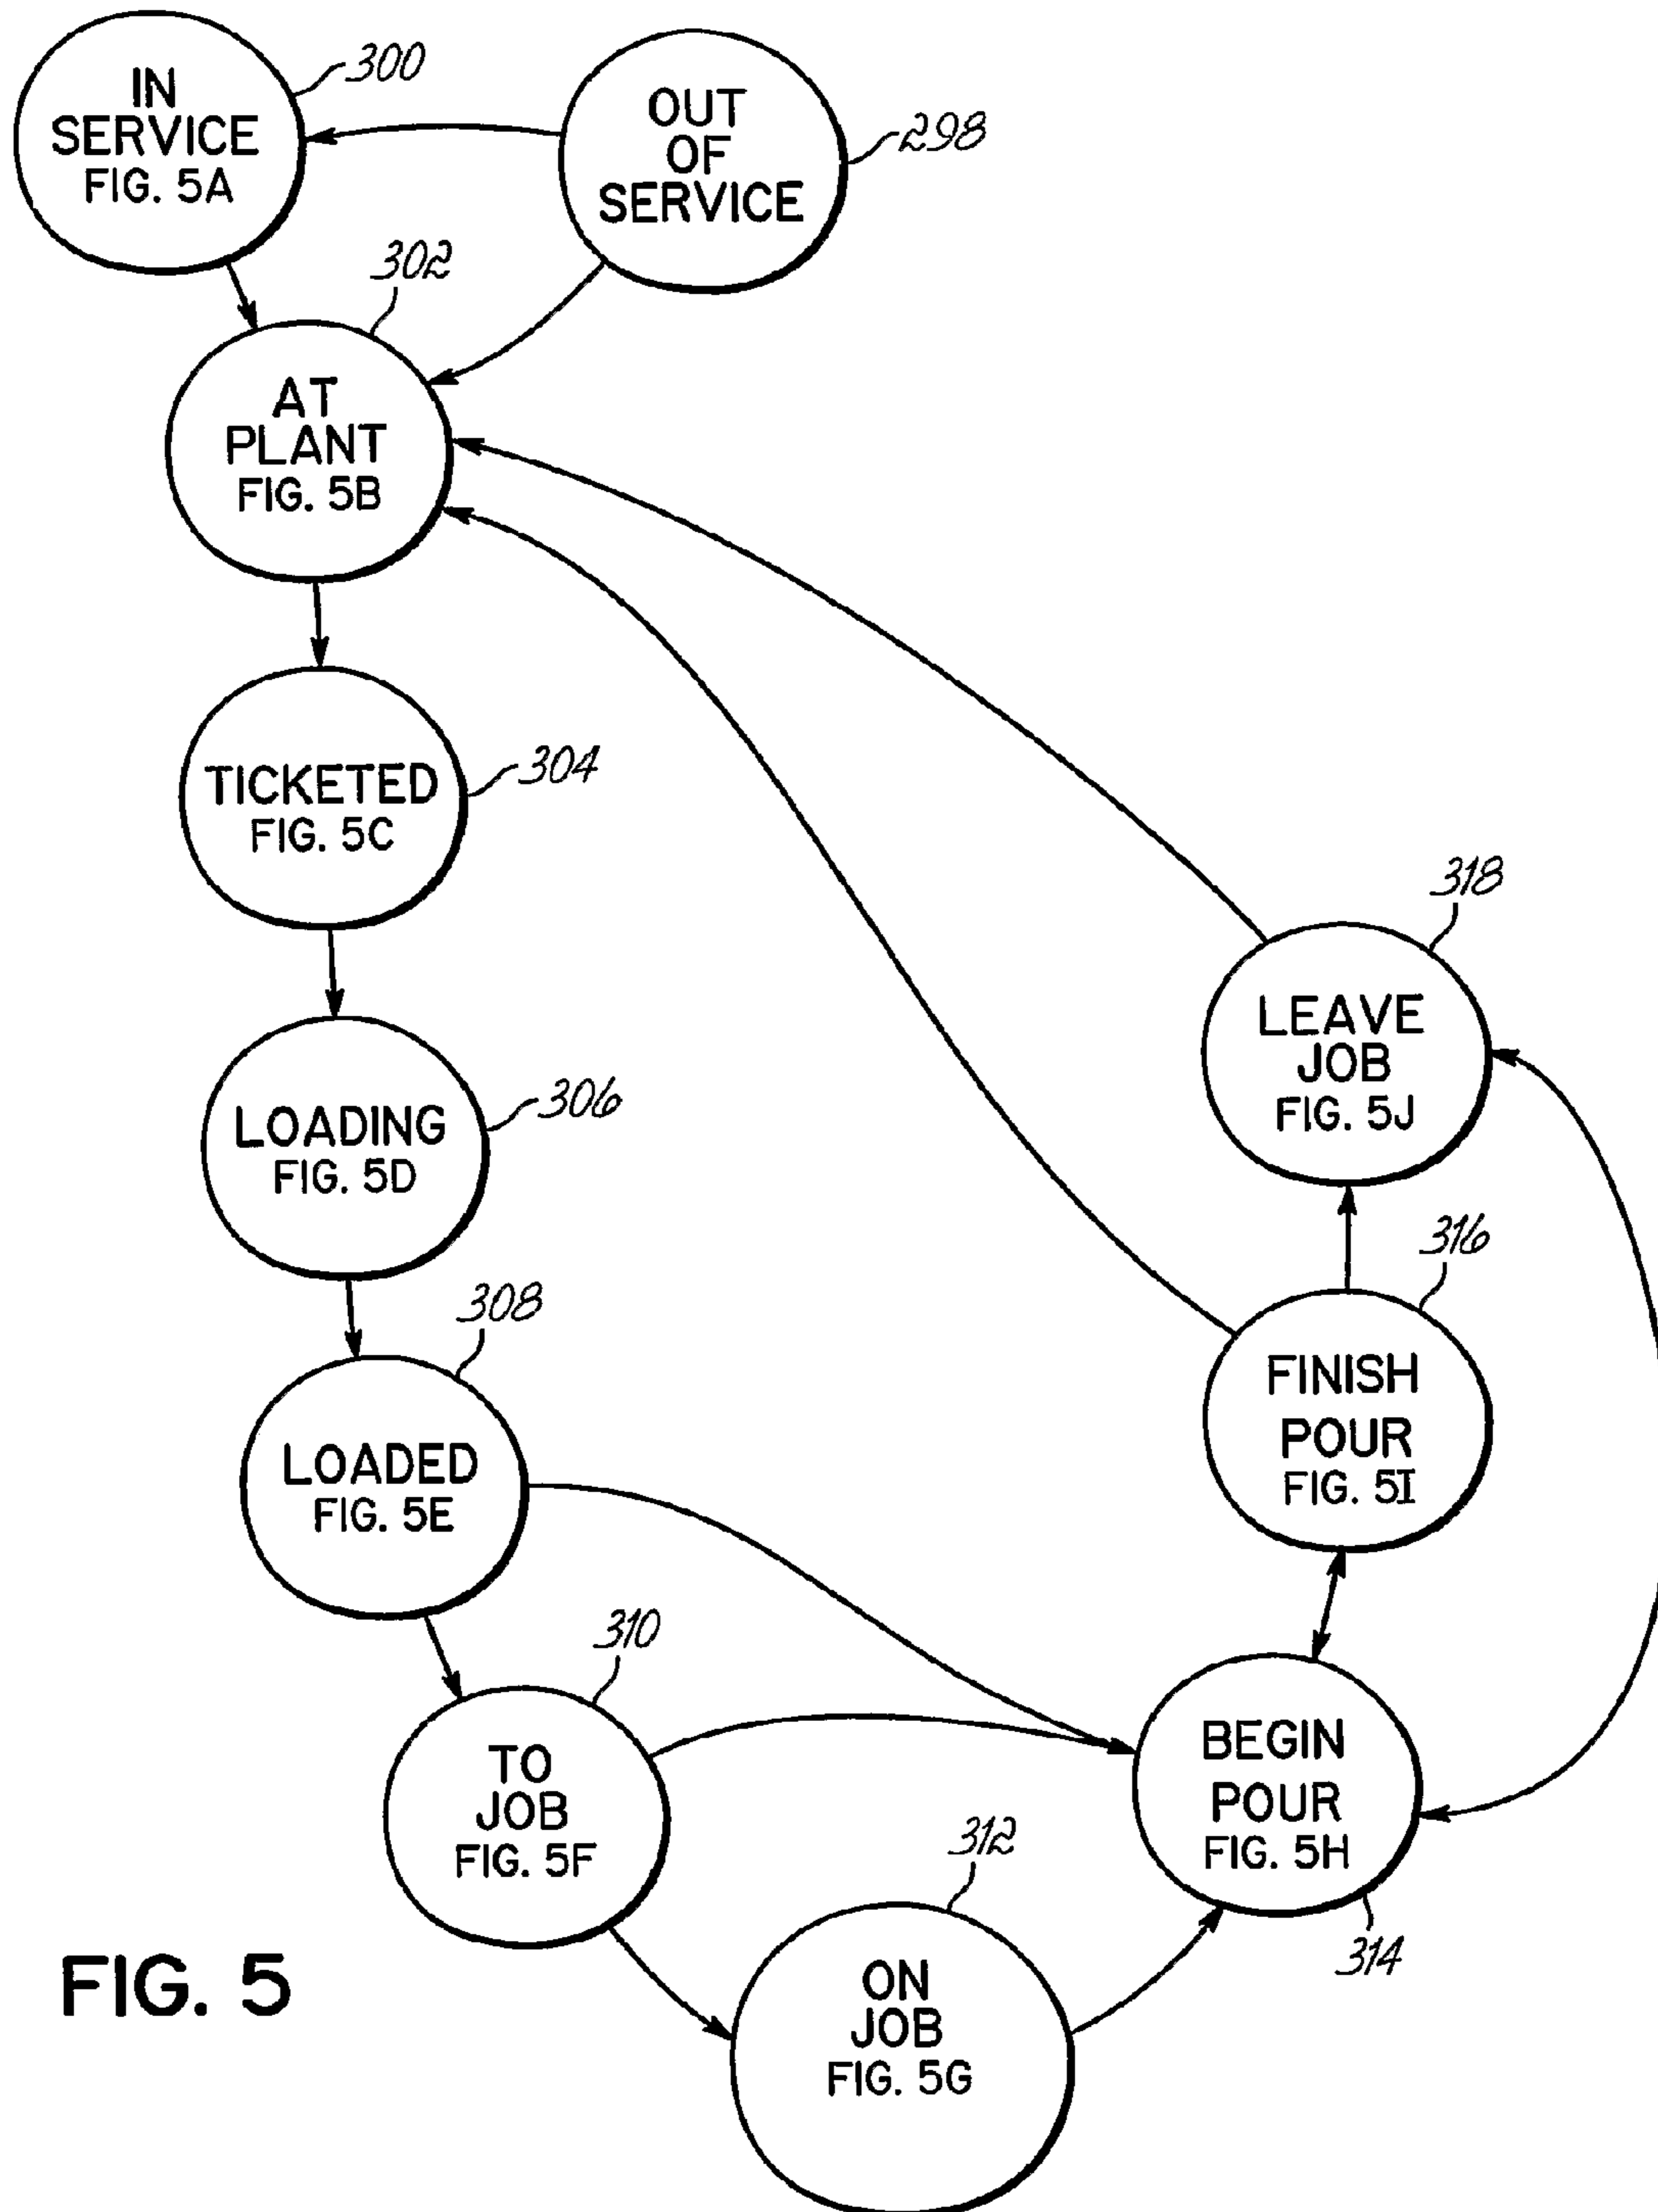 300
IN
SERVICE
FIG. 5A
OUT
OF
SERVICE
298
302
AT
PLANT
FIG. 5B
TICKETED
FIG. 5C
304
318
LEAVE
JOB
FIG. 5J
LOADING
FIG. 5D
306
316
308
FINISH
POUR
FIG. 5I
LOADED
FIG. 5E
310
BEGIN
POUR
FIG. 5H
TO
JOB
FIG. 5F
312
314
ON
JOB
FIG. 5G
FIG. 5